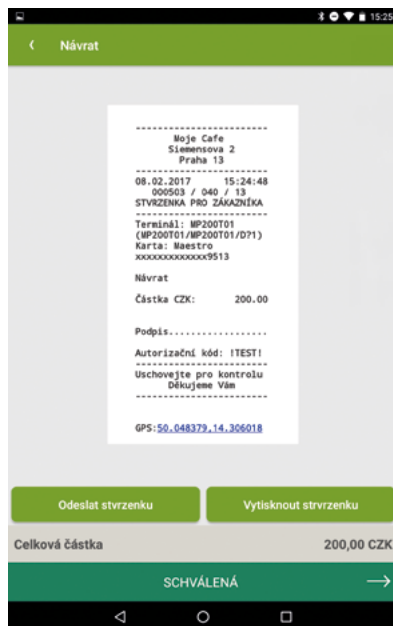 15:25
Návrat
------------------------
Moje Cafe
Siemensova 2
Praha 13
------------------------
08.02.2017 15:24:48
000503 / 040 / 13
STVRZENKA PRO ZÁKAZNÍKA
------------------------
Terminál: MP200T01
(MP200T01/MP200T01/D?1)
Karta: Maestro
xxxxxxxxxxxx9513
Návrat
Částka CZK: 200.00
Podpis.................
Autorizační kód: !TEST!
------------------------
Uschovejte pro kontrolu
Děkujeme Vám
------------------------
GPS:50.048379,14.306018
Odeslat stvrzenku
Vytisknout strvrzenku
Celková částka 200,00 CZK
SCHVÁLENÁ